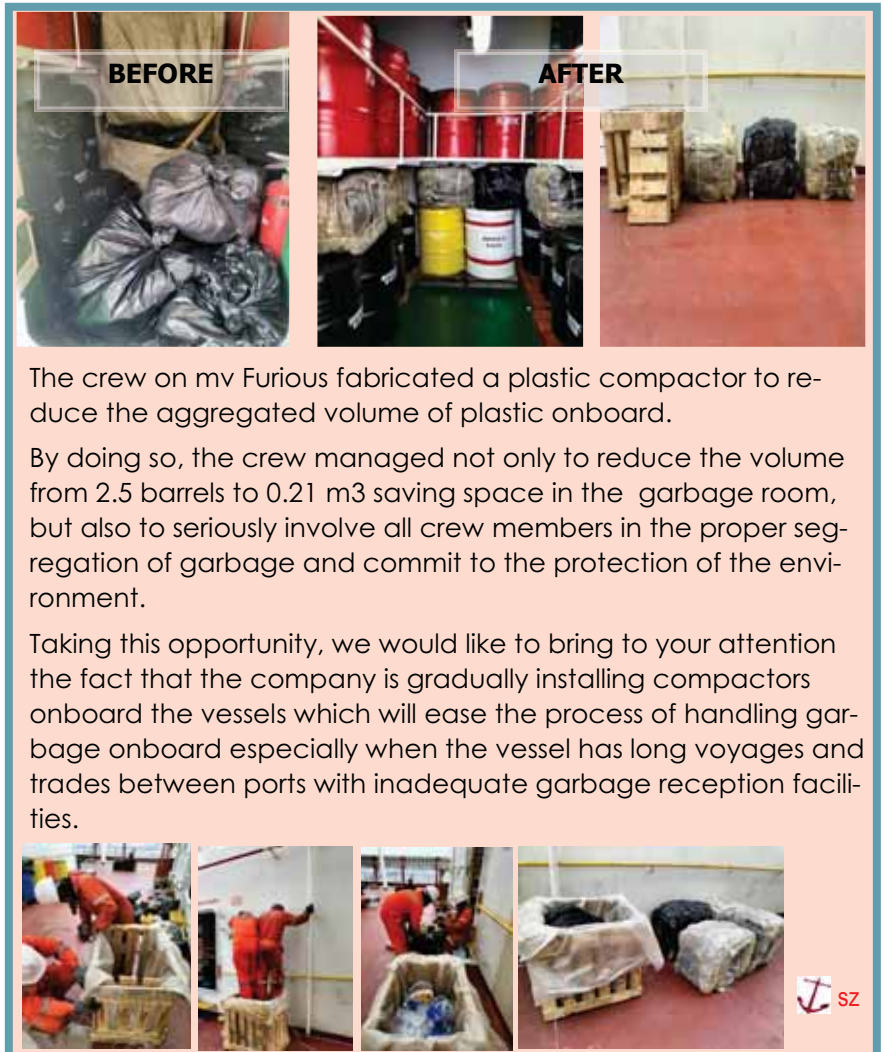 BEFORE
AFTER
The crew on mv Furious fabricated a plastic compactor to re-
duce the aggregated volume of plastic onboard.
By doing so, the crew managed not only to reduce the volume
from 2.5 barrels to 0.21 m3 saving space in the garbage room,
but also to seriously involve all crew members in the proper seg-
regation of garbage and commit to the protection of the envi-
ronment.
Taking this opportunity, we would like to bring to your attention
the fact that the company is gradually installing compactors
onboard the vessels which will ease the process of handling gar-
bage onboard especially when the vessel has long voyages and
trades between ports with inadequate garbage reception facili-
ties.
SZ